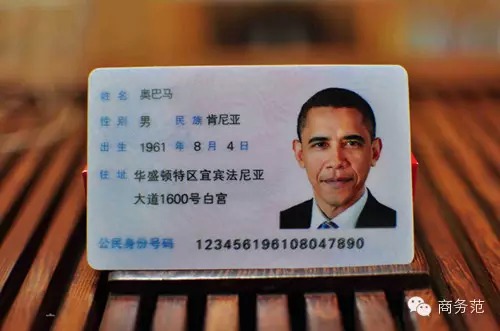 姓名 奥巴马
性别 男 民族 肯尼亚
出生 1961 年 8 月 4 日
住址 华盛顿特区宜宾法尼亚
大道1600号白宫
公民身份号码 123456196108047890
商务范